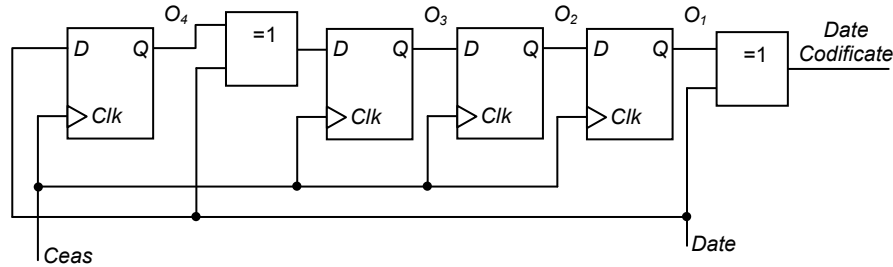 O4
O3
O2
O1
D Q
=1
D Q
D Q
D Q
=1
Date
Codificate
Clk
Clk
Clk
Clk
Ceas
Date